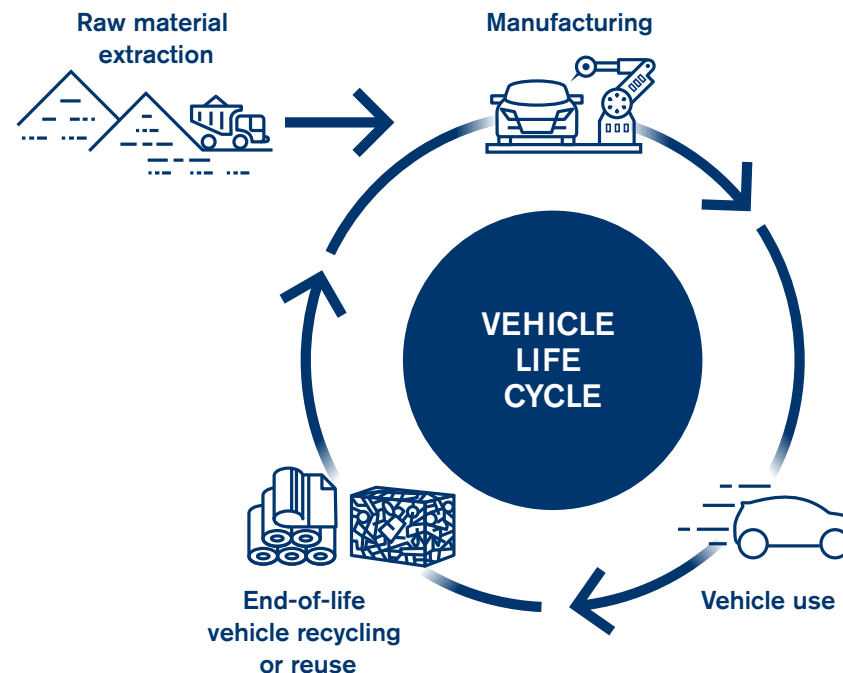 Raw material
extraction
Manufacturing
VEHICLE
LIFE
CYCLE
End-of-life
vehicle recycling
or reuse
Vehicle use